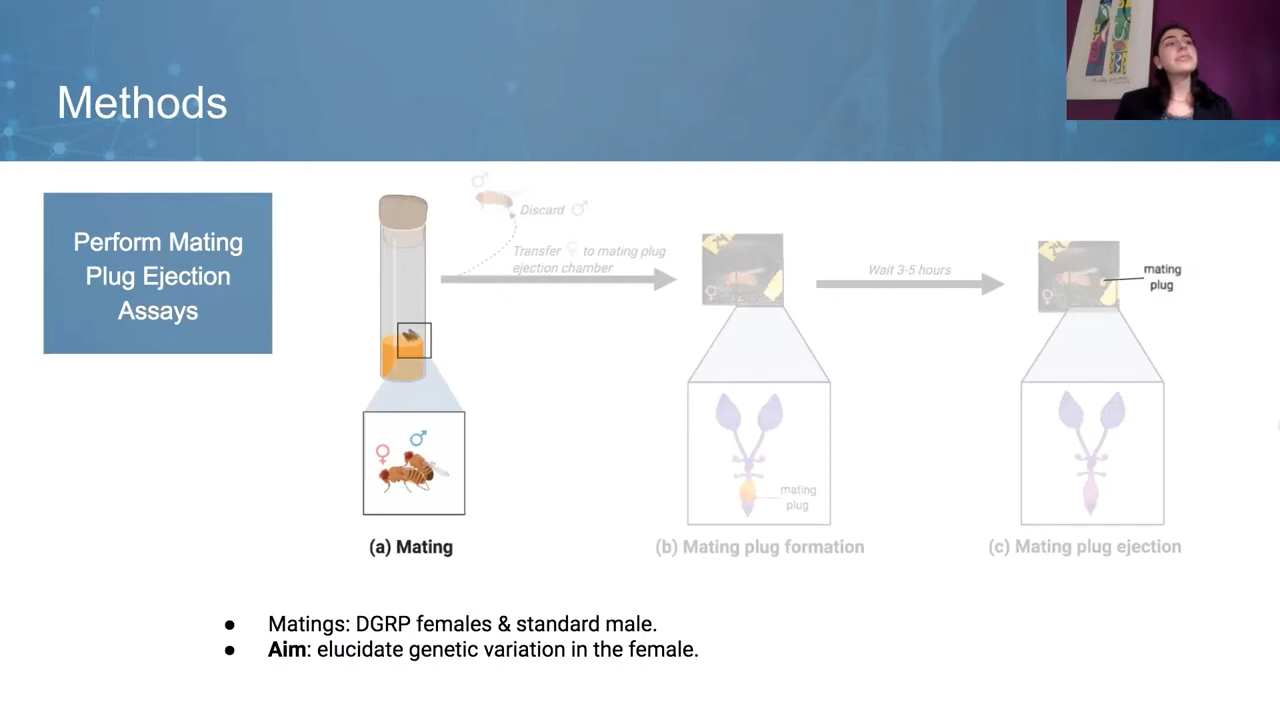 Methods
Perform Mating
Plug Ejection
Assays
♂
Discard ♂
Transfer ♀ to mating plug
ejection chamber
Wait 3-5 hours
mating
plug
♀
♀
♀ ♂
mating
plug
(a) Mating
(b) Mating plug formation
(c) Mating plug ejection
● Matings: DGRP females & standard male.
● Aim: elucidate genetic variation in the female.